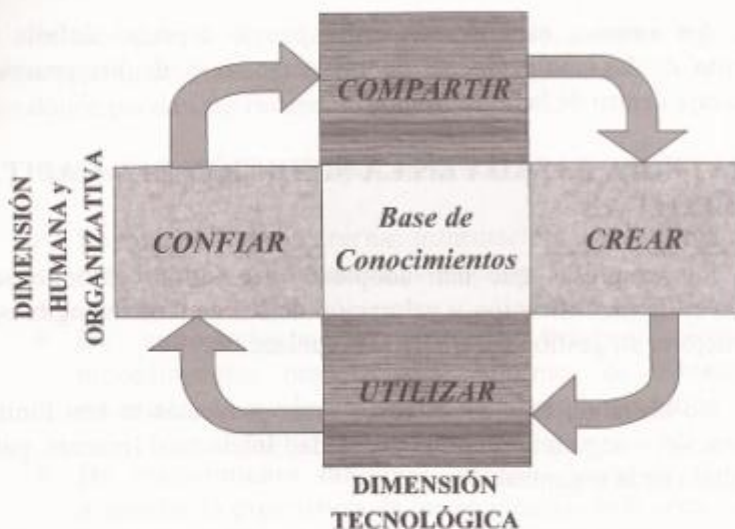 COMPARTIR
DIMENSIÓN
HUMANA y
ORGANIZATIVA
CONFIAR
Base de
Conocimientos
CREAR
UTILIZAR
DIMENSIÓN
TECNOLÓGICA